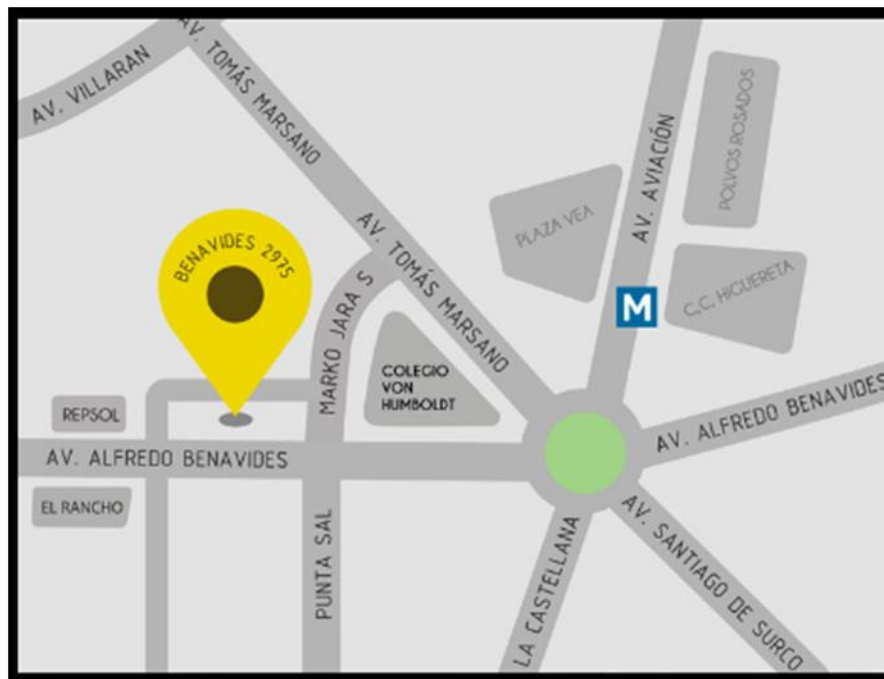 AV. VILLARAN
AV. TOMÁS MARSANO
AV. AVIACIÓN
POLVOS ROSADOS
PLAZA VEA
BENAVIDES 2975
AV. TOMÁS MARSANO
M
C.C. HIGUERETA
MARKO JARA S
COLEGIO
VON
HUMBOLDT
REPSOL
AV. ALFREDO BENAVIDES
AV. ALFREDO BENAVIDES
EL RANCHO
PUNTA SAL
LA CASTELLANA
AV. SANTIAGO DE SURCO